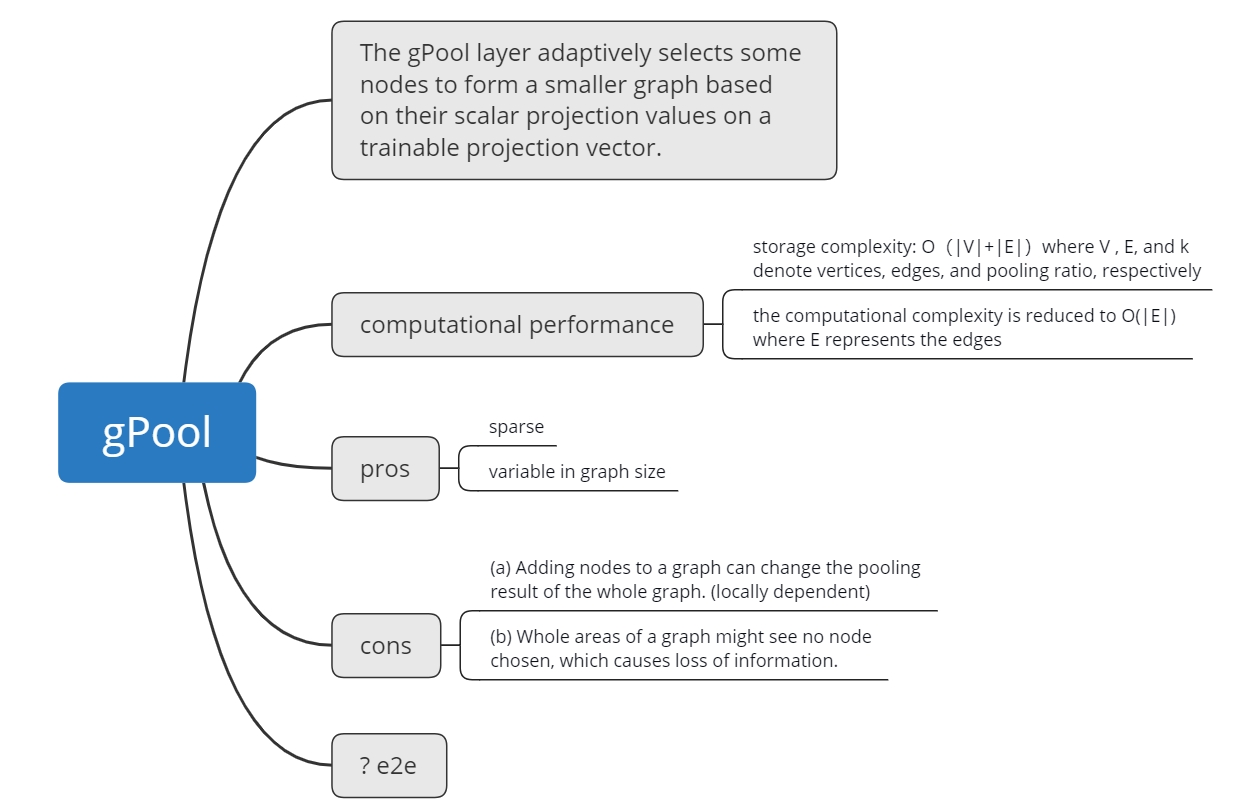 The gPool layer adaptively selects some
nodes to form a smaller graph based
on their scalar projection values on a
trainable projection vector.
storage complexity: O（|V|+|E|）where V , E, and k
denote vertices, edges, and pooling ratio, respectively
computational performance
the computational complexity is reduced to O(|E|)
where E represents the edges
gPool
sparse
pros
variable in graph size
(a) Adding nodes to a graph can change the pooling
result of the whole graph. (locally dependent)
cons
(b) Whole areas of a graph might see no node
chosen, which causes loss of information.
? e2e